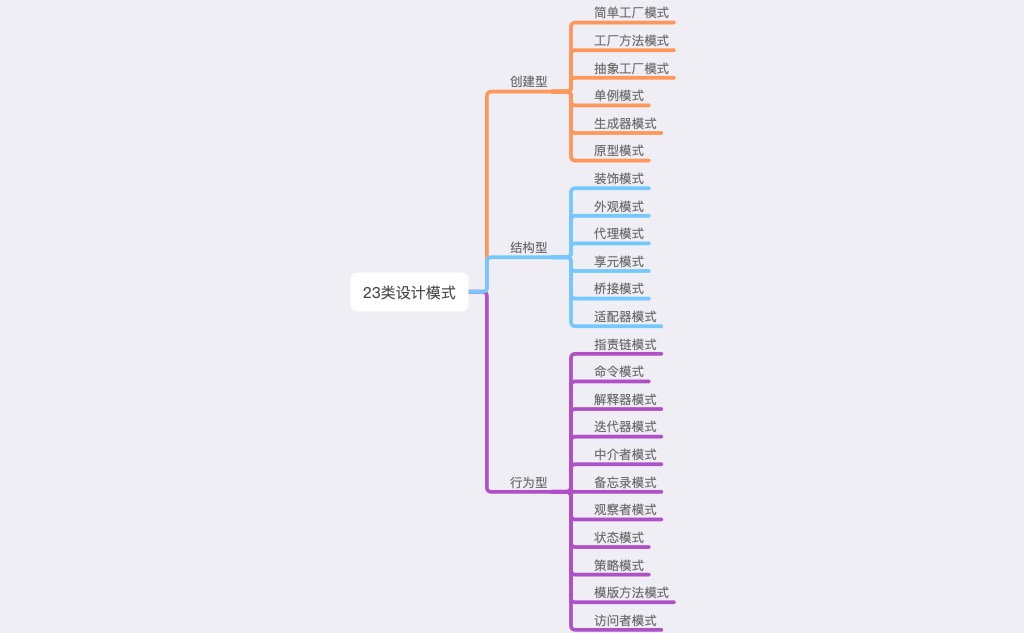 23类设计模式
创建型
简单工厂模式
工厂方法模式
抽象工厂模式
单例模式
生成器模式
原型模式
结构型
装饰模式
外观模式
代理模式
享元模式
桥接模式
适配器模式
行为型
指责链模式
命令模式
解释器模式
迭代器模式
中介者模式
备忘录模式
观察者模式
状态模式
策略模式
模版方法模式
访问者模式